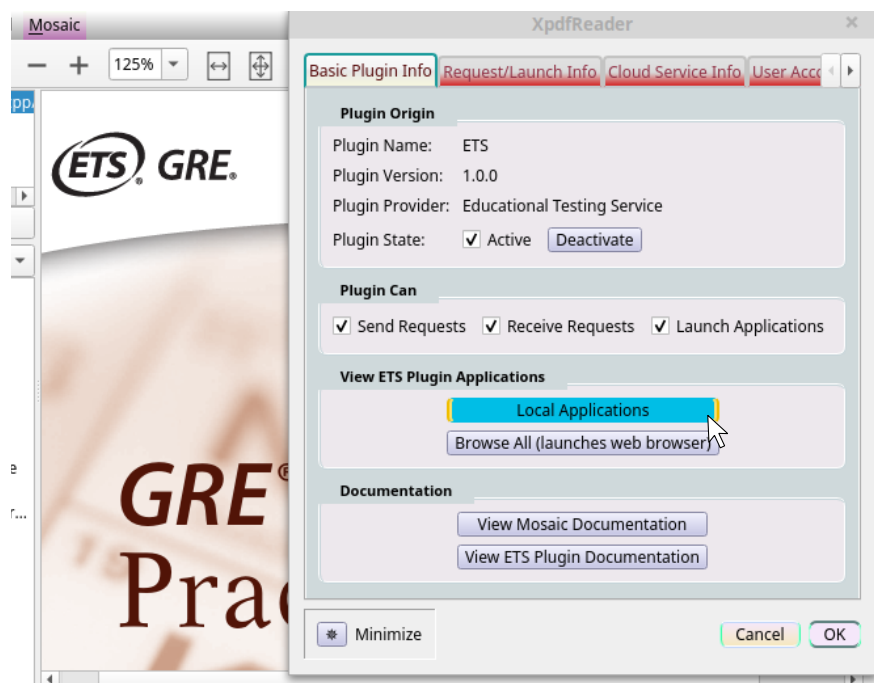 Mosaic
XpdfReader
125%
Basic Plugin Info
Request/Launch Info
Cloud Service Info
User Acco
pp/
ETS GRE.
Plugin Origin
Plugin Name: ETS
Plugin Version: 1.0.0
Plugin Provider: Educational Testing Service
Plugin State: Active Deactivate
Plugin Can
Send Requests Receive Requests Launch Applications
View ETS Plugin Applications
Local Applications
Browse All (launches web browser)
e
r...
GRE®
Prac
Documentation
View Mosaic Documentation
View ETS Plugin Documentation
Minimize
Cancel
OK